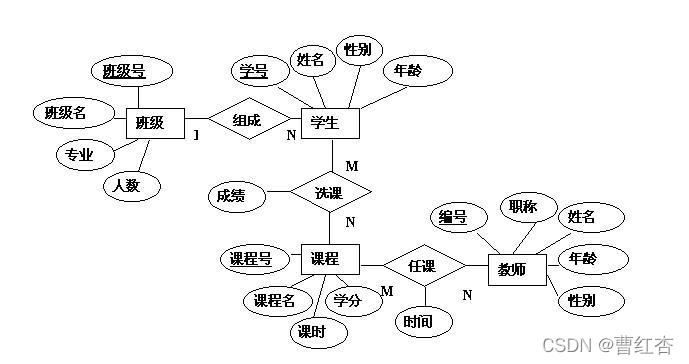 班级号
班级名
专业
人数
班级
1
组成
N
学号
姓名
性别
年龄
学生
M
成绩
选课
N
课程号
课程名
课时
学分
课程
M
任课
N
时间
编号
职称
姓名
年龄
性别
教师
CSDN @曹红杏